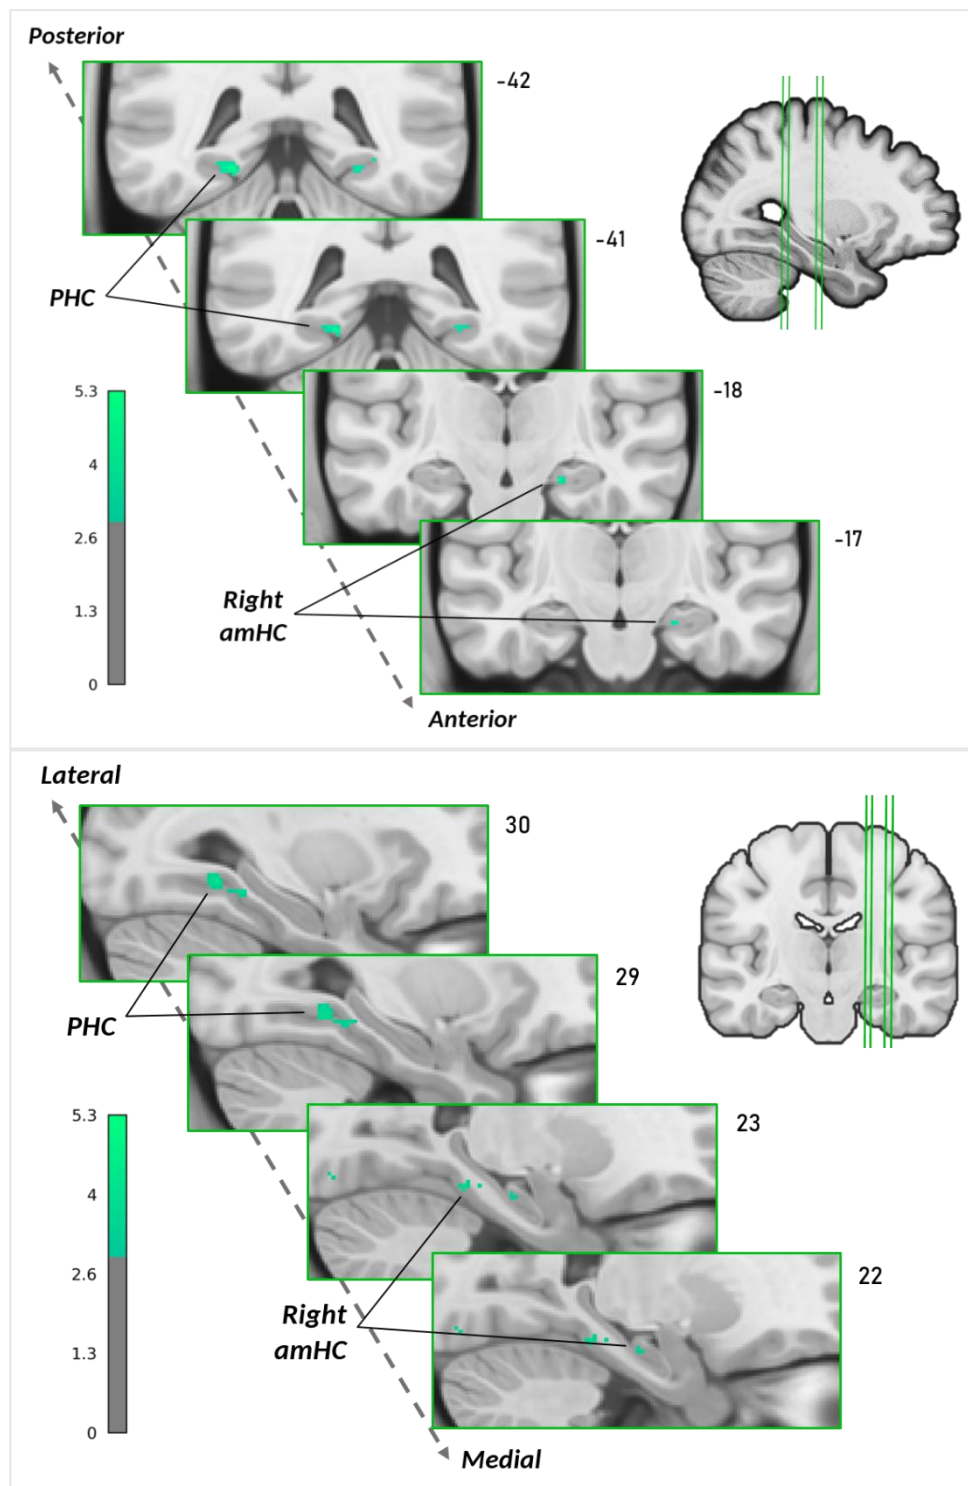 Posterior
-42
-41
PHC
-18
5.3
4
2.6
1.3
0
-17
Right
amHC
Anterior
Lateral
30
29
PHC
23
5.3
4
2.6
1.3
0
22
Right
amHC
Medial